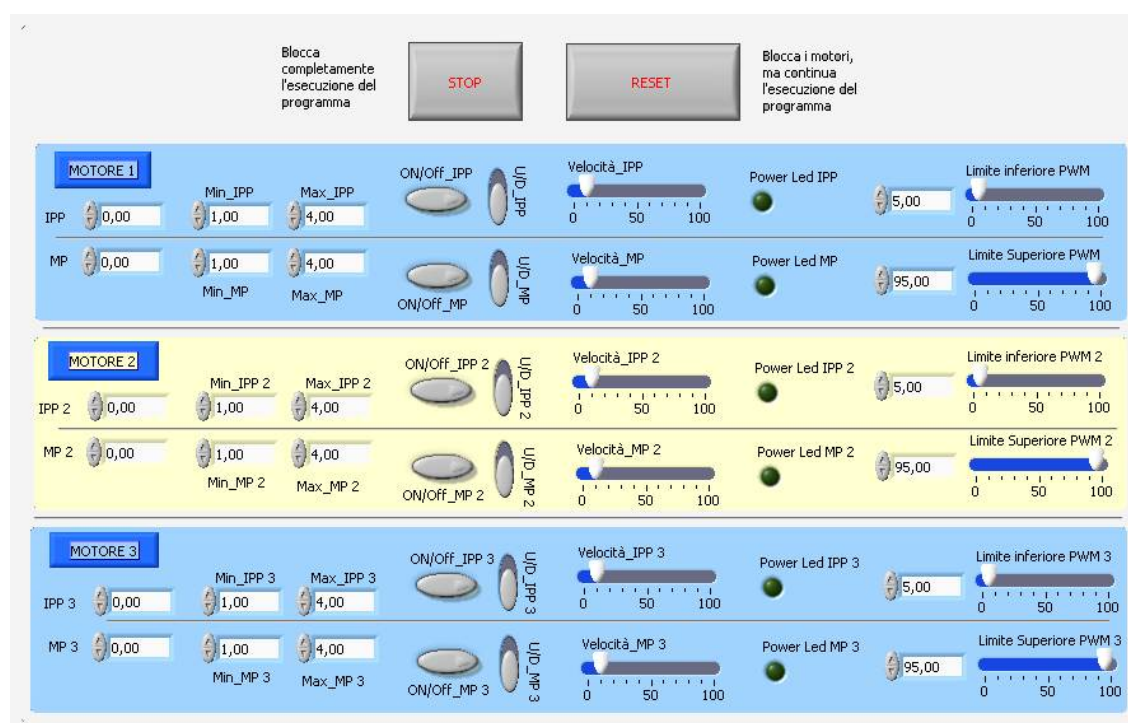 Blocca
completamente
l'esecuzione del
programma
STOP
RESET
Blocca i motori,
ma continua
l'esecuzione del
programma
MOTORE 1
IPP
0,00
Min_IPP
1,00
Max_IPP
4,00
ON/Off_IPP
U/D_IPP
Velocità_IPP
0 50 100
Power Led IPP
5,00
Limite inferiore PWM
0 50 100
MP
0,00
1,00
Min_MP
4,00
Max_MP
ON/Off_MP
U/D_MP
Velocità_MP
0 50 100
Power Led MP
95,00
Limite Superiore PWM
0 50 100
MOTORE 2
IPP 2
0,00
Min_IPP 2
1,00
Max_IPP 2
4,00
ON/Off_IPP 2
U/D_IPP 2
Velocità_IPP 2
0 50 100
Power Led IPP 2
5,00
Limite inferiore PWM 2
0 50 100
MP 2
0,00
1,00
Min_MP 2
4,00
Max_MP 2
ON/Off_MP 2
U/D_MP 2
Velocità_MP 2
0 50 100
Power Led MP 2
95,00
Limite Superiore PWM 2
0 50 100
MOTORE 3
IPP 3
0,00
Min_IPP 3
1,00
Max_IPP 3
4,00
ON/Off_IPP 3
U/D_IPP 3
Velocità_IPP 3
0 50 100
Power Led IPP 3
5,00
Limite inferiore PWM 3
0 50 100
MP 3
0,00
1,00
Min_MP 3
4,00
Max_MP 3
ON/Off_MP 3
U/D_MP 3
Velocità_MP 3
0 50 100
Power Led MP 3
95,00
Limite Superiore PWM 3
0 50 100